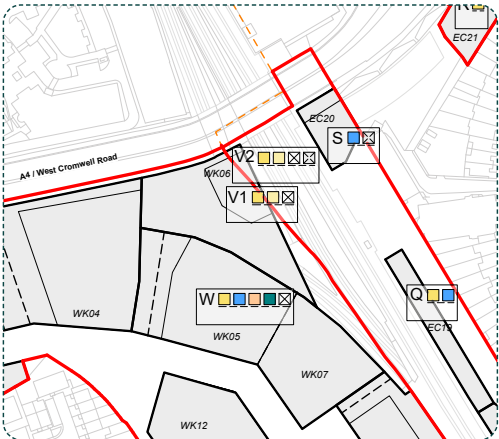 EC21
EC20
S
A4 / West Cromwell Road
V2
WK06
V1
W
Q
WK04
WK05
EC19
WK07
WK12